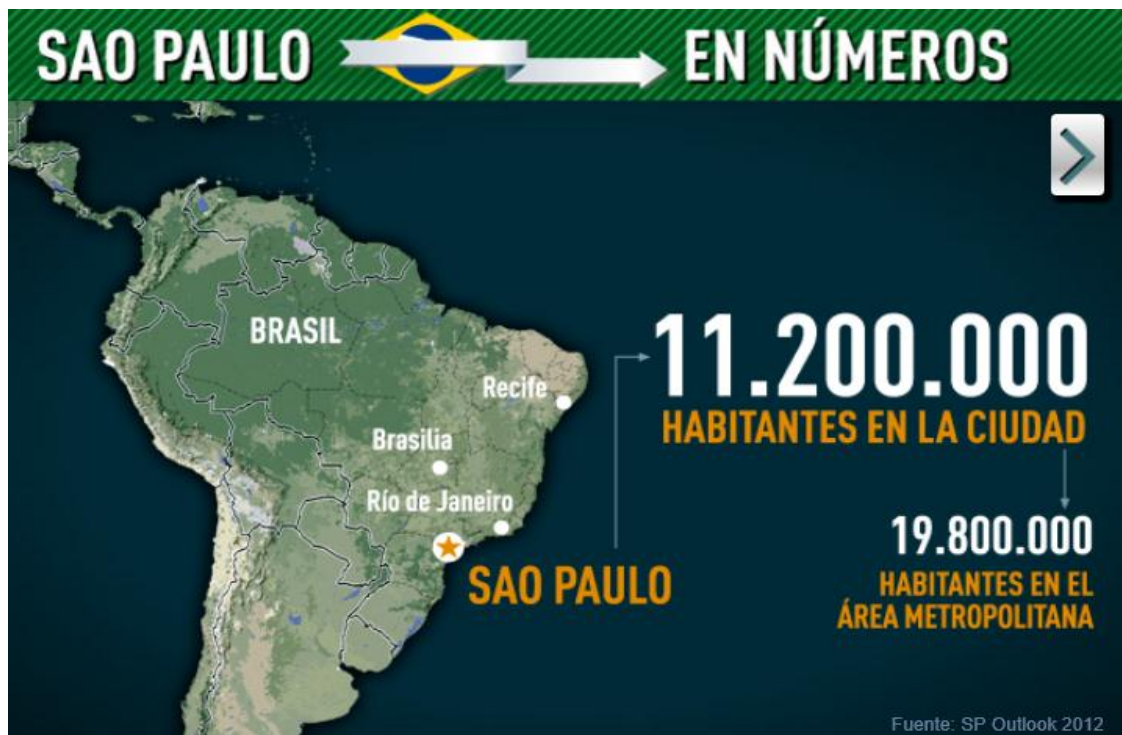 SAO PAULO EN NÚMEROS
BRASIL
Recife
Brasilia
Río de Janeiro
SAO PAULO
11.200.000
HABITANTES EN LA CIUDAD
19.800.000
HABITANTES EN EL
ÁREA METROPOLITANA
Fuente: SP Outlook 2012